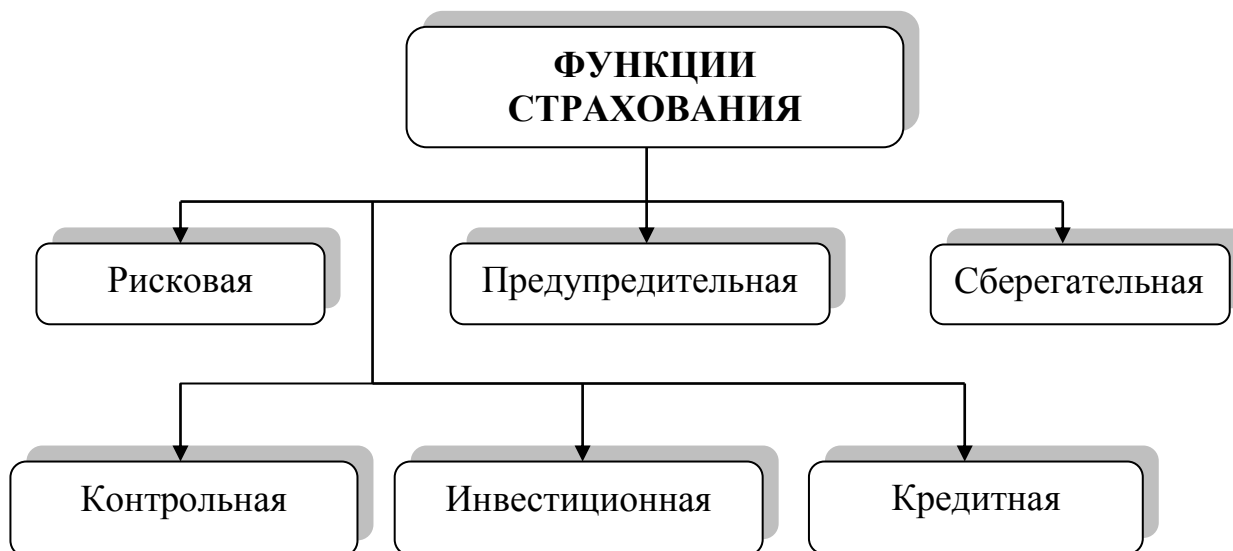 ФУНКЦИИ
СТРАХОВАНИЯ
Рисковая
Предупредительная
Сберегательная
Контрольная
Инвестиционная
Кредитная